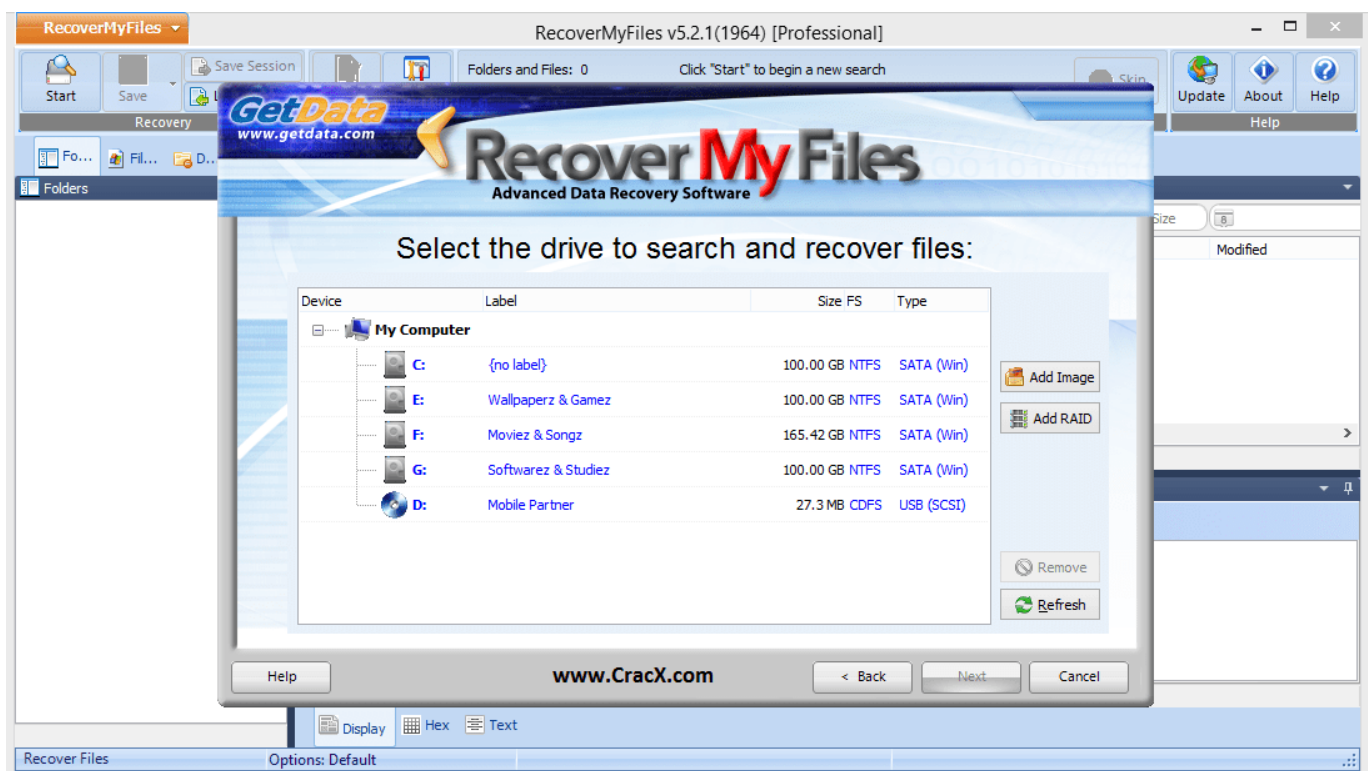 RecoverMyFiles
RecoverMyFiles v5.2.1(1964) [Professional]
Start
Save
Save Session
Folders and Files: 0
Click "Start" to begin a new search
Skip
Update
About
Help
Recovery
Help
Fo...
Fil...
D...
Folders
GetData
www.getdata.com
Recover My Files
Advanced Data Recovery Software
Size
Modified
Select the drive to search and recover files:
Device Label Size FS Type
My Computer
C: {no label} 100.00 GB NTFS SATA (Win)
E: Wallpaperz & Gamez 100.00 GB NTFS SATA (Win)
F: Moviez & Songz 165.42 GB NTFS SATA (Win)
G: Softwarez & Studiez 100.00 GB NTFS SATA (Win)
D: Mobile Partner 27.3 MB CDFS USB (SCSI)
Add Image
Add RAID
Remove
Refresh
Help
www.CracX.com
< Back
Next
Cancel
Display
Hex
Text
Recover Files
Options: Default